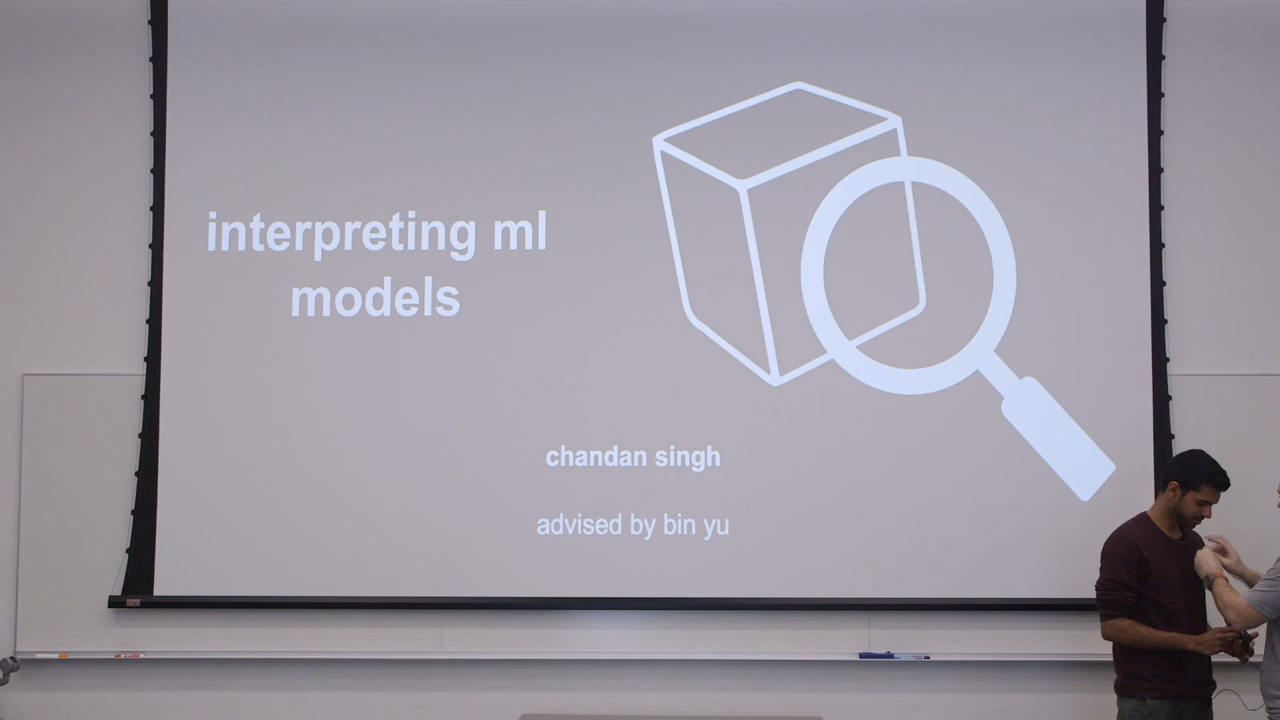 interpreting ml
models
chandan singh
advised by bin yu